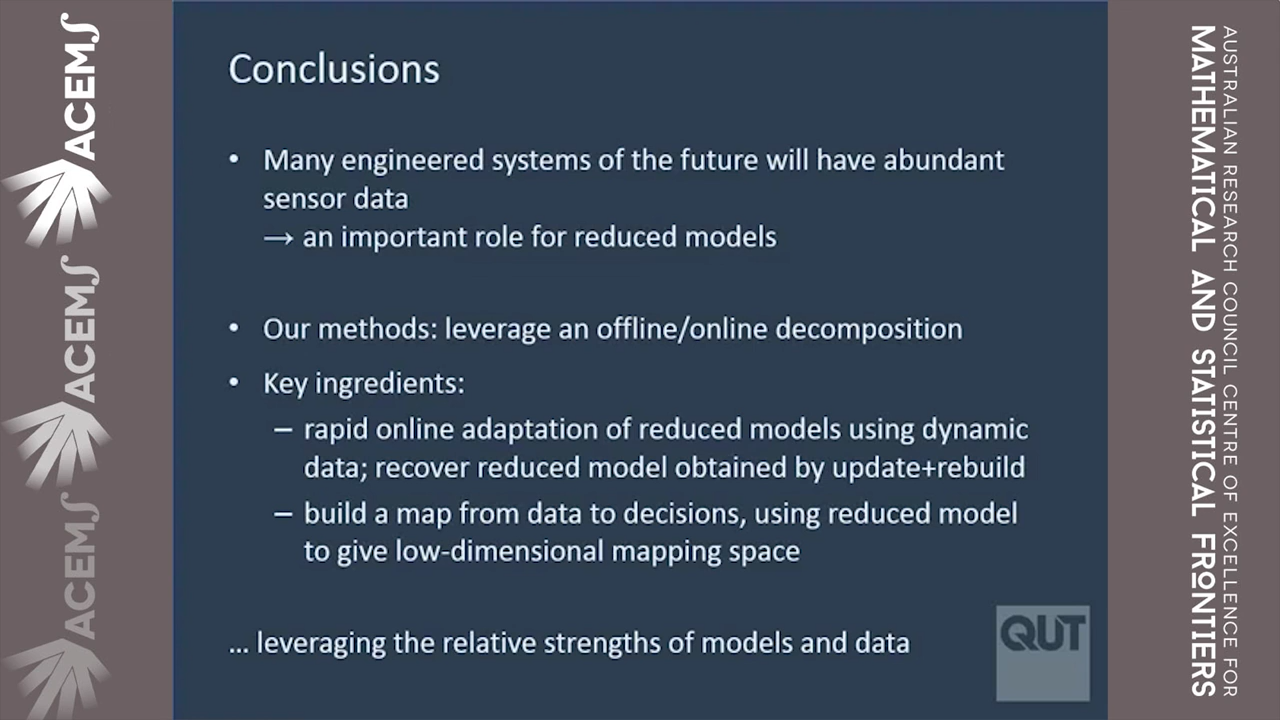 Conclusions
• Many engineered systems of the future will have abundant
sensor data
→ an important role for reduced models
• Our methods: leverage an offline/online decomposition
• Key ingredients:
– rapid online adaptation of reduced models using dynamic
data; recover reduced model obtained by update+rebuild
– build a map from data to decisions, using reduced model
to give low-dimensional mapping space
... leveraging the relative strengths of models and data
QUT
ACEMS
ACEMS
ACEMS
AUSTRALIAN RESEARCH COUNCIL CENTRE OF EXCELLENCE FOR
MATHEMATICAL AND STATISTICAL FRONTIERS